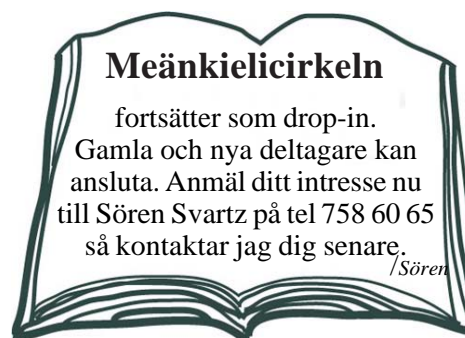 Meänkielicirkeln
fortsätter som drop-in.
Gamla och nya deltagare kan
ansluta. Anmäl ditt intresse nu
till Sören Svartz på tel 758 60 65
så kontaktar jag dig senare.
/Sören